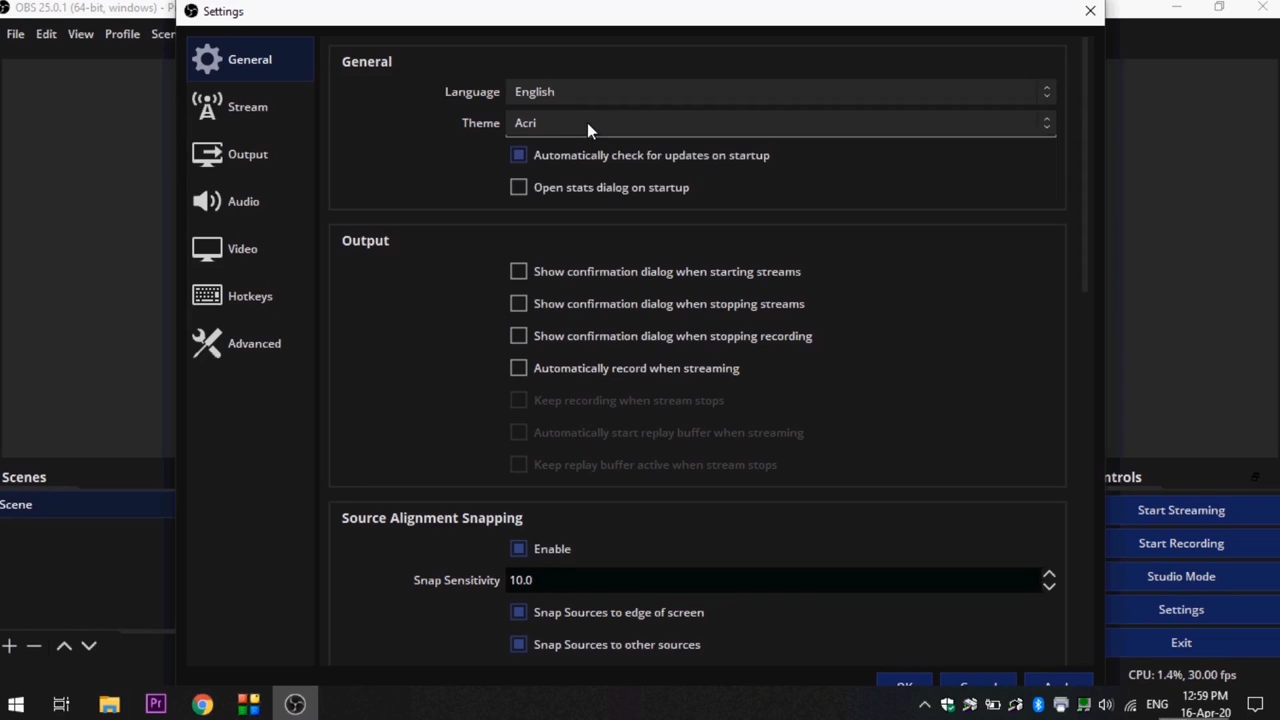 OBS 25.0.1 (64-bit, windows) - P
Settings
File Edit View Profile Scen
General
Stream
Output
Audio
Video
Hotkeys
Advanced
General
Language English
Theme Acri
Automatically check for updates on startup
Open stats dialog on startup
Output
Show confirmation dialog when starting streams
Show confirmation dialog when stopping streams
Show confirmation dialog when stopping recording
Automatically record when streaming
Keep recording when stream stops
Automatically start replay buffer when streaming
Keep replay buffer active when stream stops
Source Alignment Snapping
Enable
Snap Sensitivity 10.0
Snap Sources to edge of screen
Snap Sources to other sources
Scenes
Scene
ntrols
Start Streaming
Start Recording
Studio Mode
Settings
Exit
CPU: 1.4%, 30.00 fps
Pr
ENG
12:59 PM
16-Apr-20